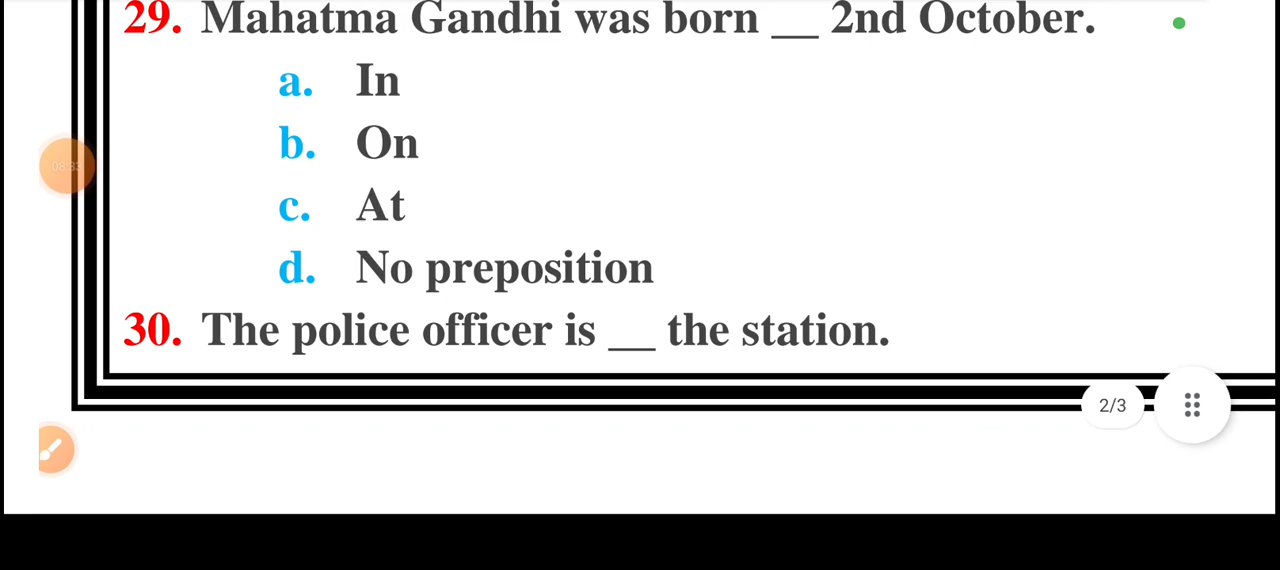 29. Mahatma Gandhi was born __ 2nd October.
a. In
b. On
c. At
d. No preposition
30. The police officer is __ the station.
2/3